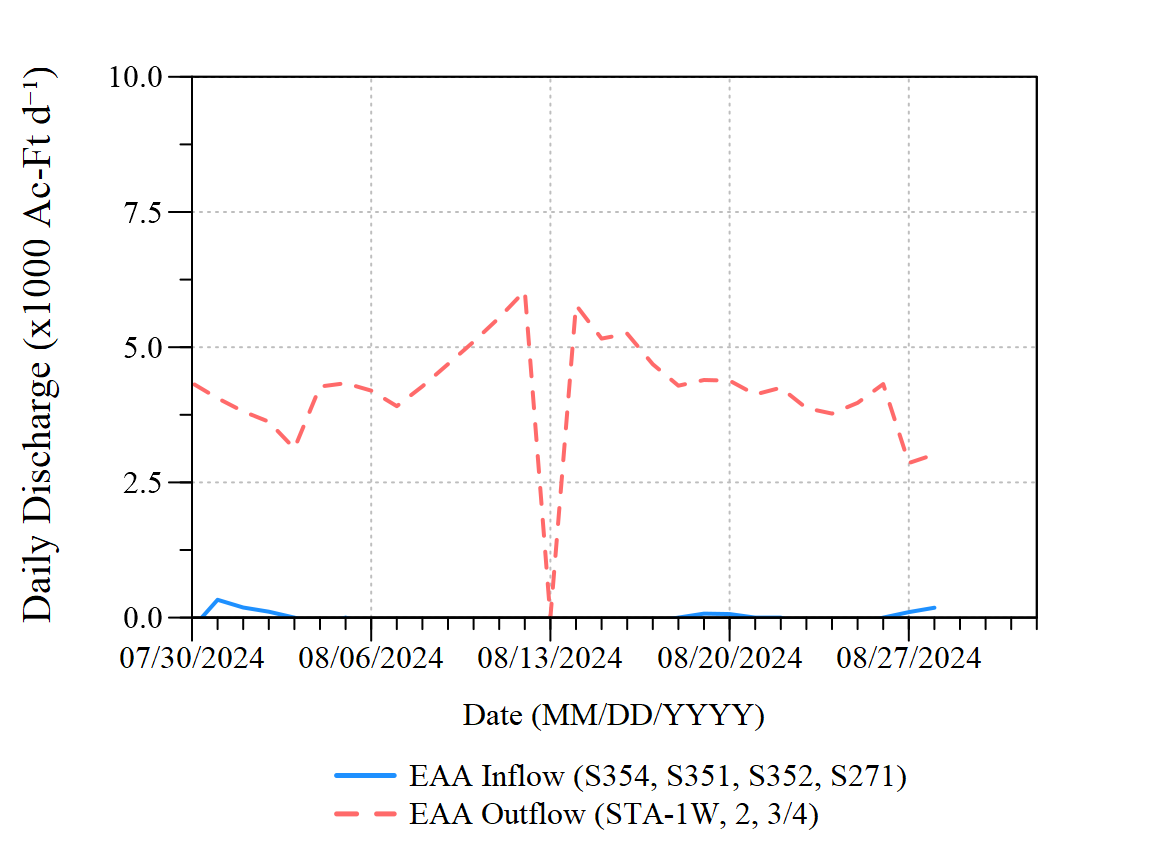 Daily Discharge (x1000 Ac-Ft d⁻¹)
10.0
7.5
5.0
2.5
0.0
07/30/2024 08/06/2024 08/13/2024 08/20/2024 08/27/2024
Date (MM/DD/YYYY)
EAA Inflow (S354, S351, S352, S271)
EAA Outflow (STA-1W, 2, 3/4)